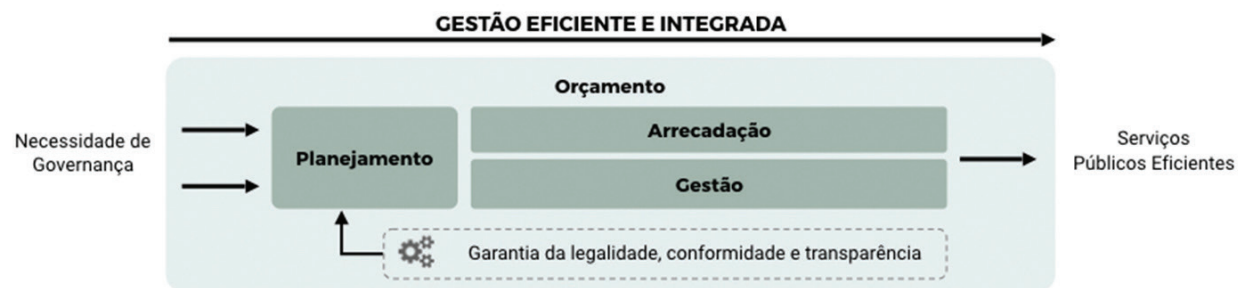 GESTÃO EFICIENTE E INTEGRADA
Orçamento
Necessidade de
Governança
Planejamento
Arrecadação
Gestão
Serviços
Públicos Eficientes
Garantia da legalidade, conformidade e transparência